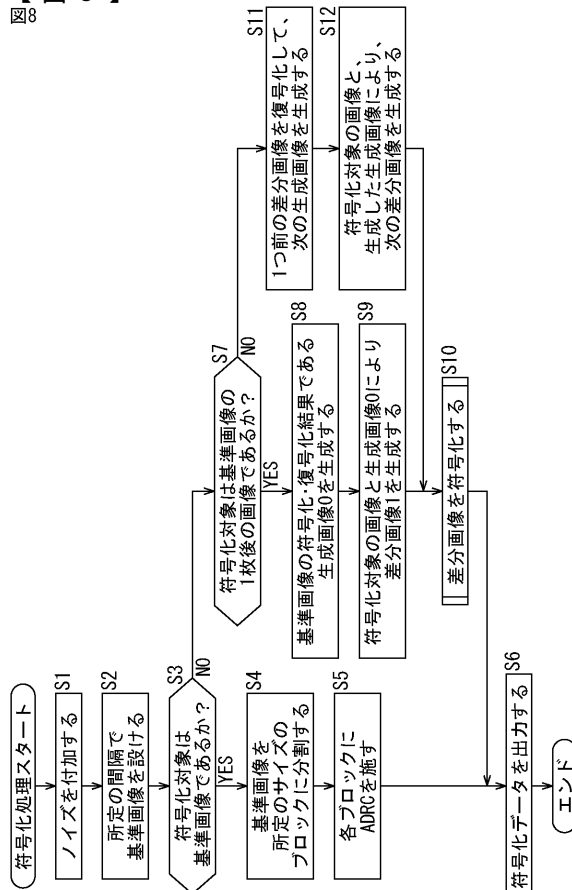 図8
符号化処理スタート
S1
ノイズを付加する
S2
所定の間隔で
基準画像を設ける
S3
符号化対象は
基準画像であるか?
NO
YES
S4
基準画像を
所定のサイズの
ブロックに分割する
S5
各ブロックに
ADRCを施す
S6
符号化データを出力する
エンド
S7
符号化対象は基準画像の
1枚後の画像であるか?
NO
YES
S8
基準画像の符号化・復号化結果である
生成画像0を生成する
S9
符号化対象の画像と生成画像0により
差分画像1を生成する
S10
差分画像を符号化する
S11
1つ前の差分画像を復号化して、
次の生成画像を生成する
S12
符号化対象の画像と、
生成した生成画像により、
次の差分画像を生成する